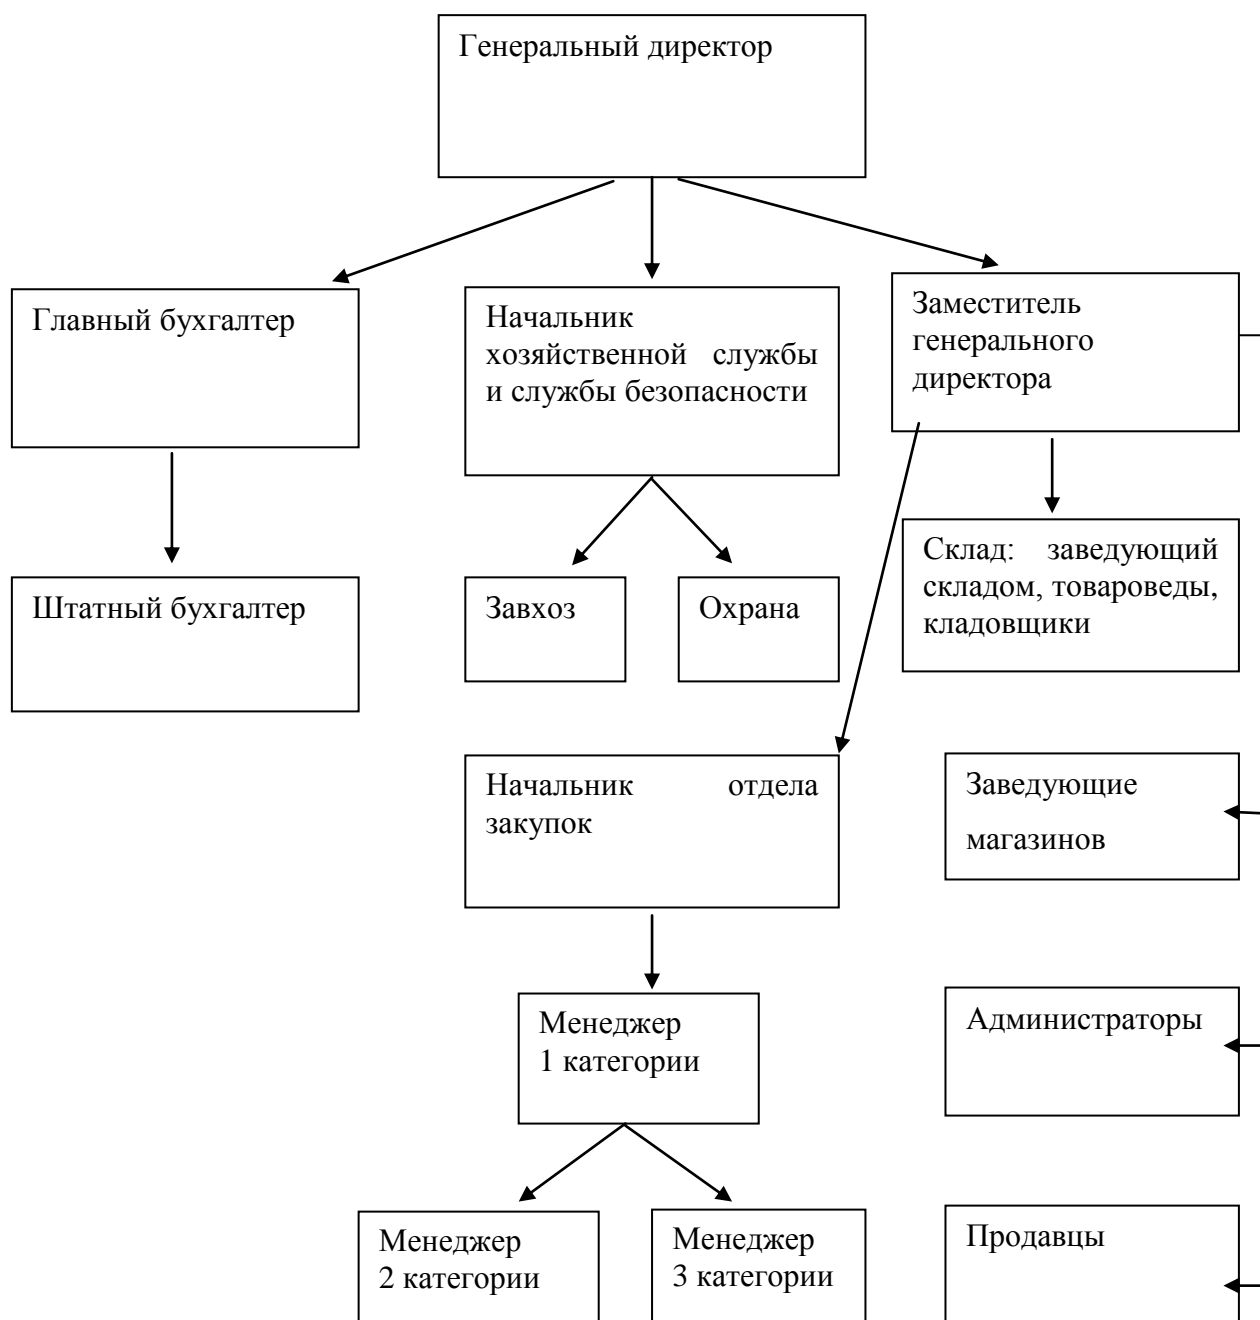 Генеральный директор
Главный бухгалтер
Начальник
хозяйственной службы
и службы безопасности
Заместитель
генерального
директора
Штатный бухгалтер
Завхоз
Охрана
Склад: заведующий
складом, товароведы,
кладовщики
Начальник отдела
закупок
Заведующие
магазинов
Менеджер
1 категории
Администраторы
Менеджер
2 категории
Менеджер
3 категории
Продавцы